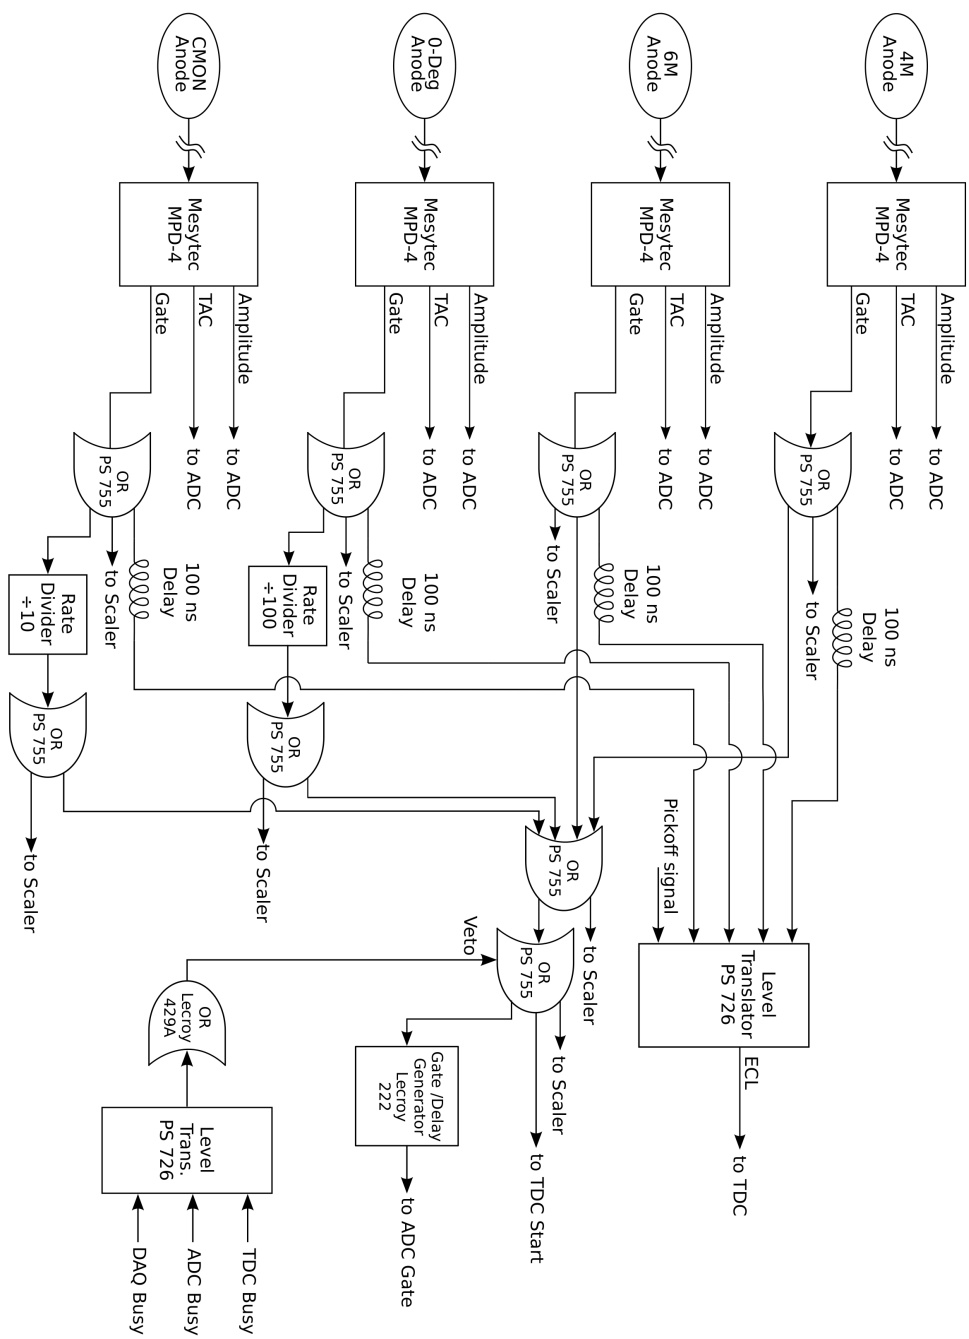 4M
Anode
Mesytec
MPD-4
Amplitude
to ADC
TAC
to ADC
Gate
OR
PS 755
100 ns
Delay
to Scaler
6M
Anode
Mesytec
MPD-4
Amplitude
to ADC
TAC
to ADC
Gate
OR
PS 755
100 ns
Delay
to Scaler
0-Deg
Anode
Mesytec
MPD-4
Amplitude
to ADC
TAC
to ADC
Gate
OR
PS 755
100 ns
Delay
to Scaler
Rate
Divider
÷100
OR
PS 755
to Scaler
CMON
Anode
Mesytec
MPD-4
Amplitude
to ADC
TAC
to ADC
Gate
OR
PS 755
100 ns
Delay
to Scaler
Rate
Divider
÷10
OR
PS 755
to Scaler
Pickoff signal
Level
Translator
PS 726
ECL
to TDC
OR
PS 755
to Scaler
Veto
OR
PS 755
to Scaler
to TDC Start
Gate /Delay
Generator
Lecroy
222
to ADC Gate
OR
Lecroy
429A
Level
Trans.
PS 726
TDC Busy
ADC Busy
DAQ Busy